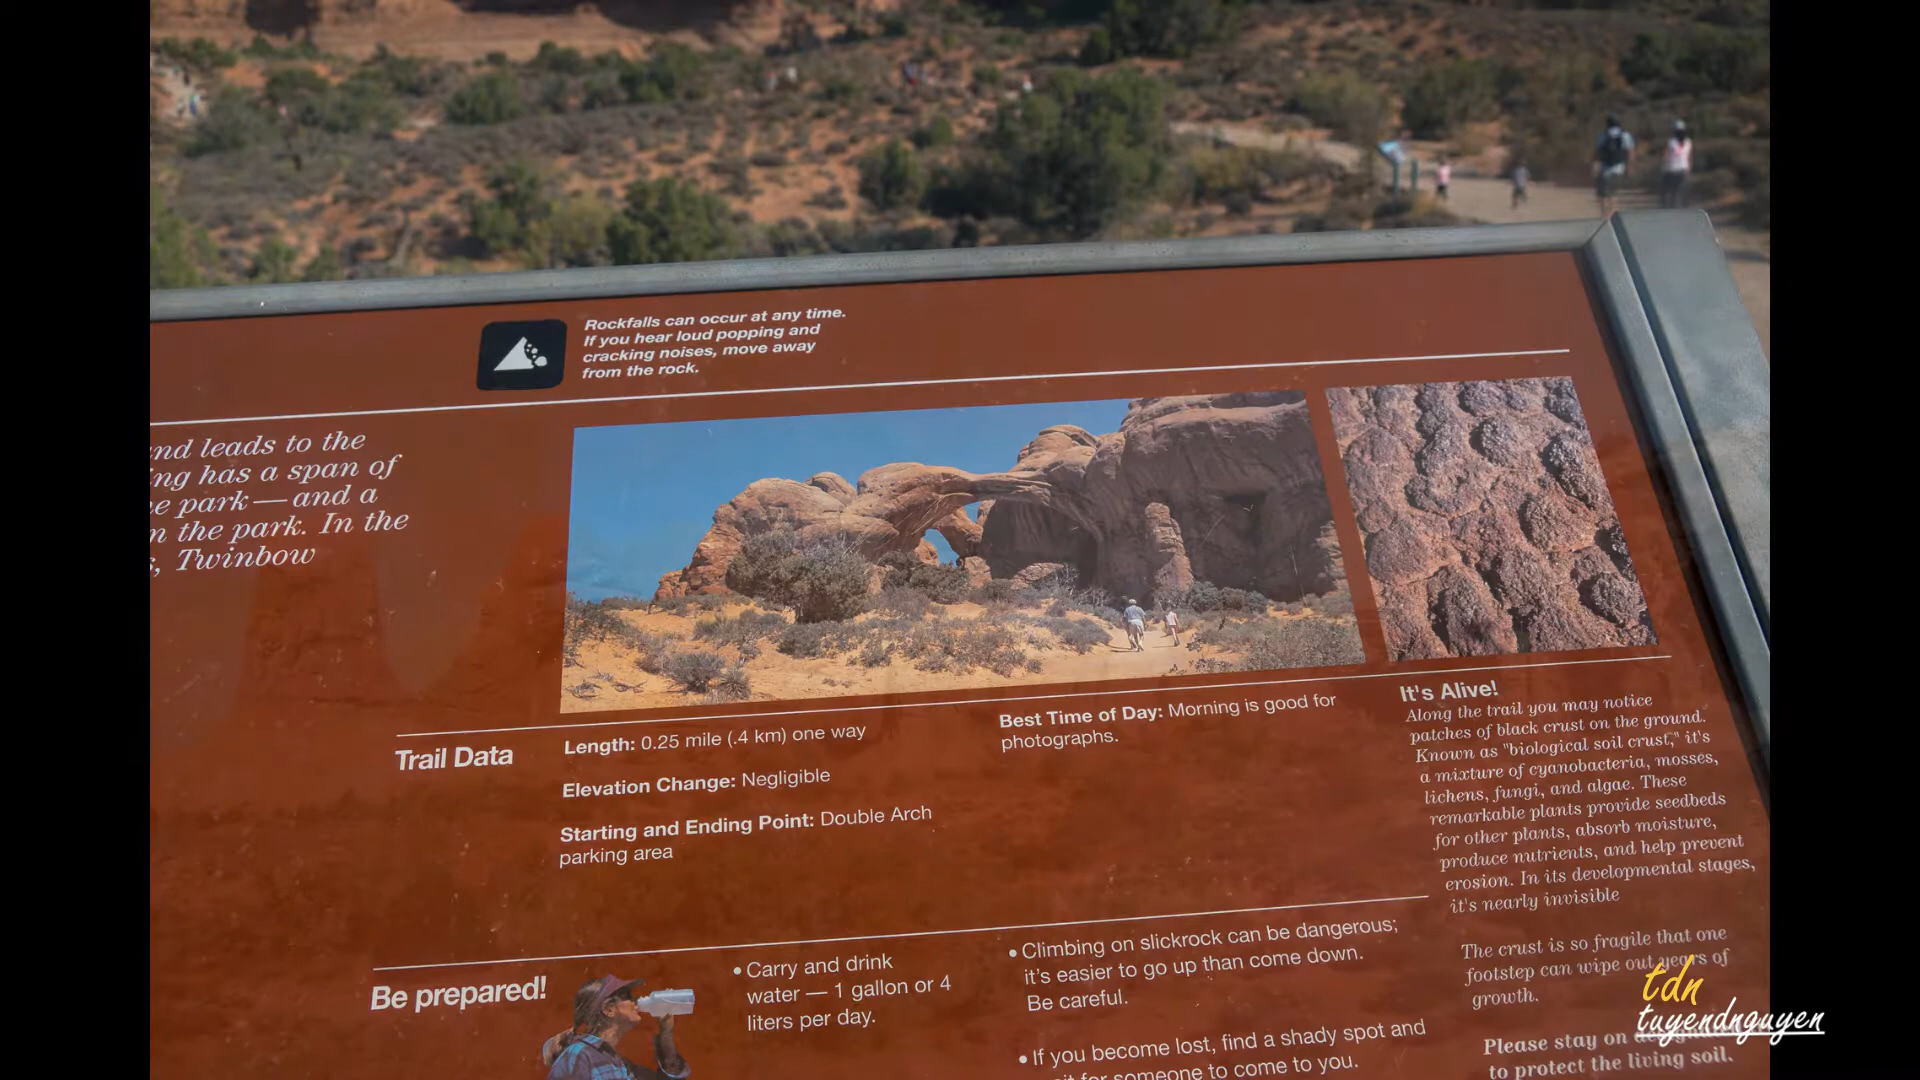 Rockfalls can occur at any time.
If you hear loud popping and
cracking noises, move away
from the rock.
and leads to the
ing has a span of
e park — and a
n the park. In the
s, Twinbow
Trail Data
Length: 0.25 mile (.4 km) one way
Elevation Change: Negligible
Starting and Ending Point: Double Arch
parking area
Best Time of Day: Morning is good for
photographs.
It's Alive!
Along the trail you may notice
patches of black crust on the ground.
Known as "biological soil crust," it's
a mixture of cyanobacteria, mosses,
lichens, fungi, and algae. These
remarkable plants provide seedbeds
for other plants, absorb moisture,
produce nutrients, and help prevent
erosion. In its developmental stages,
it's nearly invisible
The crust is so fragile that one
footstep can wipe out years of
growth.
Please stay on
to protect the living soil.
Be prepared!
• Carry and drink
water — 1 gallon or 4
liters per day.
• Climbing on slickrock can be dangerous;
it's easier to go up than come down.
Be careful.
• If you become lost, find a shady spot and
for someone to come to you.
tdn
tuyendnguyen